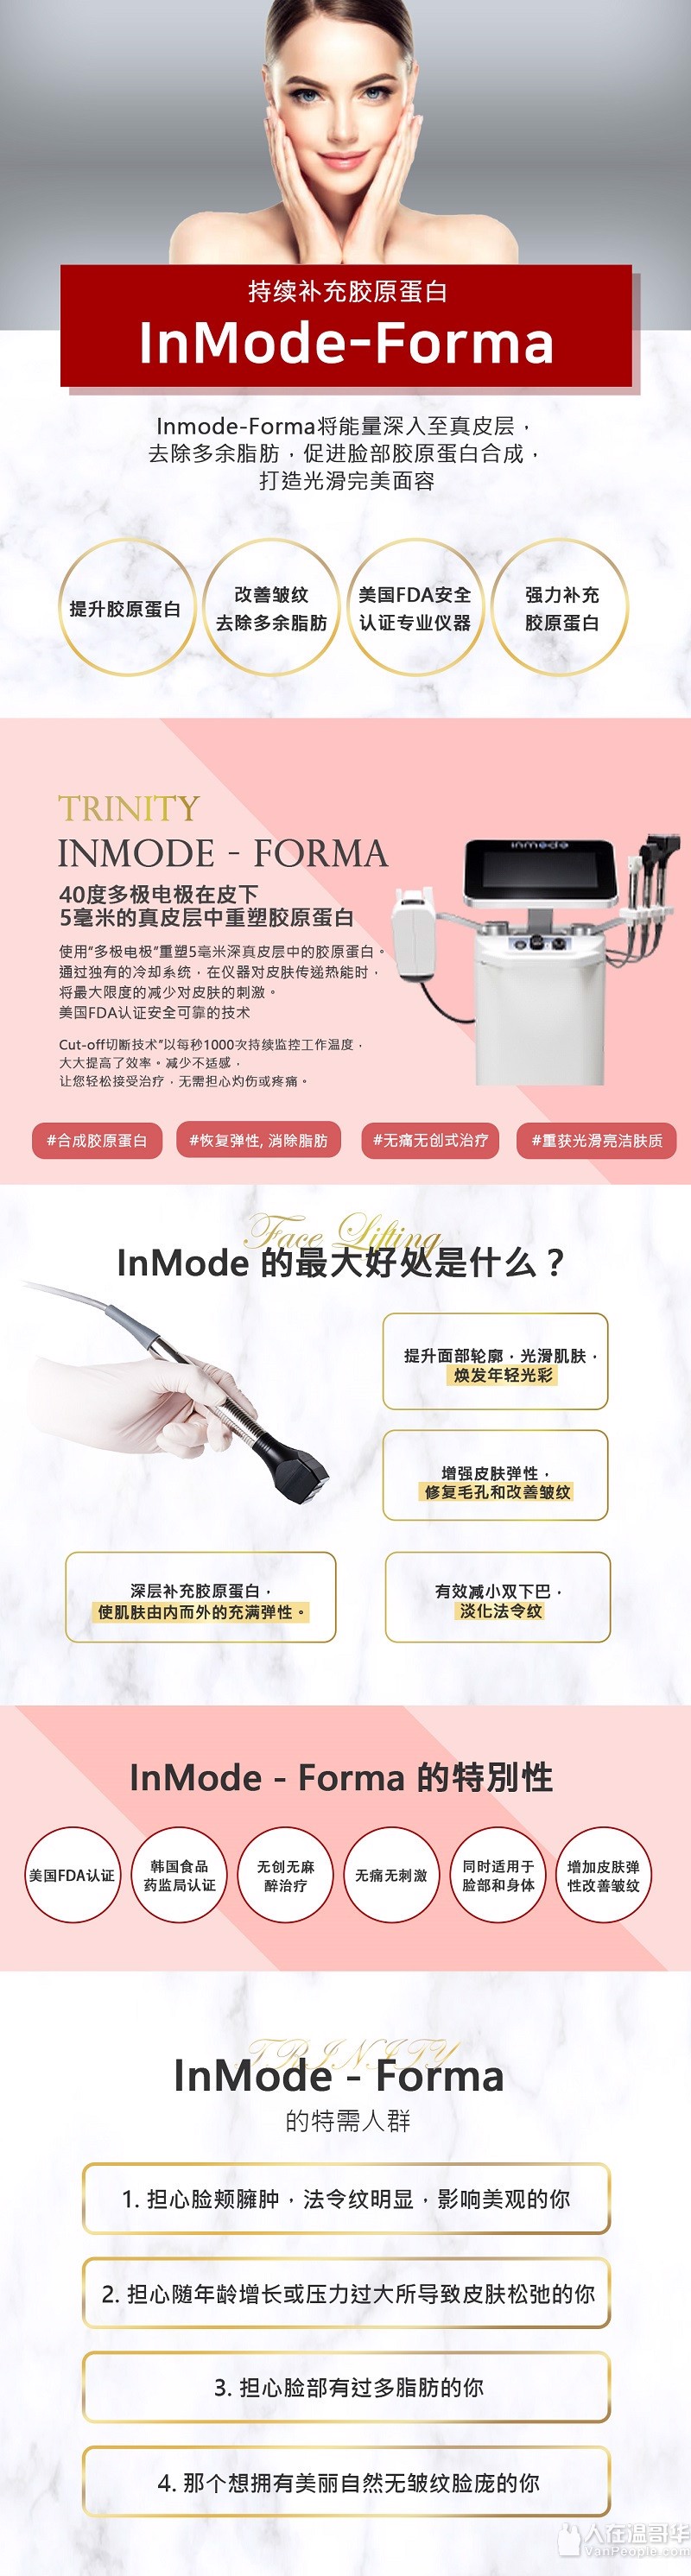 持续补充胶原蛋白
InMode-Forma
Inmode-Forma将能量深入至真皮层，
去除多余脂肪，促进脸部胶原蛋白合成，
打造光滑完美面容
提升胶原蛋白
改善皱纹
去除多余脂肪
美国FDA安全
认证专业仪器
强力补充
胶原蛋白
TRINITY
INMODE - FORMA
40度多极电极在皮下
5毫米的真皮层中重塑胶原蛋白
使用“多极电极”重塑5毫米深真皮层中的胶原蛋白。
通过独有的冷却系统，在仪器对皮肤传递热能时，
将最大限度的减少对皮肤的刺激。
美国FDA认证安全可靠的技术
Cut-off切断技术”以每秒1000次持续监控工作温度，
大大提高了效率。减少不适感，
让您轻松接受治疗，无需担心灼伤或疼痛。
inmode
#合成胶原蛋白
#恢复弹性, 消除脂肪
#无痛无创式治疗
#重获光滑亮洁肤质
Face Lifting
InMode 的最大好处是什么？
提升面部轮廓，光滑肌肤，
焕发年轻光彩
增强皮肤弹性，
修复毛孔和改善皱纹
深层补充胶原蛋白，
使肌肤由内而外的充满弹性。
有效减小双下巴，
淡化法令纹
InMode - Forma 的特別性
美国FDA认证
韩国食品
药监局认证
无创无麻
醉治疗
无痛无刺激
同时适用于
脸部和身体
增加皮肤弹
性改善皱纹
TRINITY
InMode - Forma
的特需人群
1. 担心脸颊臃肿，法令纹明显，影响美观的你
2. 担心随年龄增长或压力过大所导致皮肤松弛的你
3. 担心脸部有过多脂肪的你
4. 那个想拥有美丽自然无皱纹脸庞的你
人在温哥华
VanPeople.com